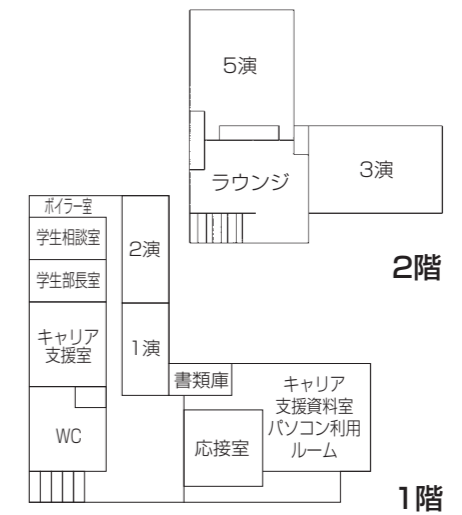 5演
ラウンジ
3演
2階
ボイラー室
学生相談室
学生部長室
キャリア
支援室
WC
2演
1演
書類庫
応接室
キャリア
支援資料室
パソコン利用
ルーム
1階